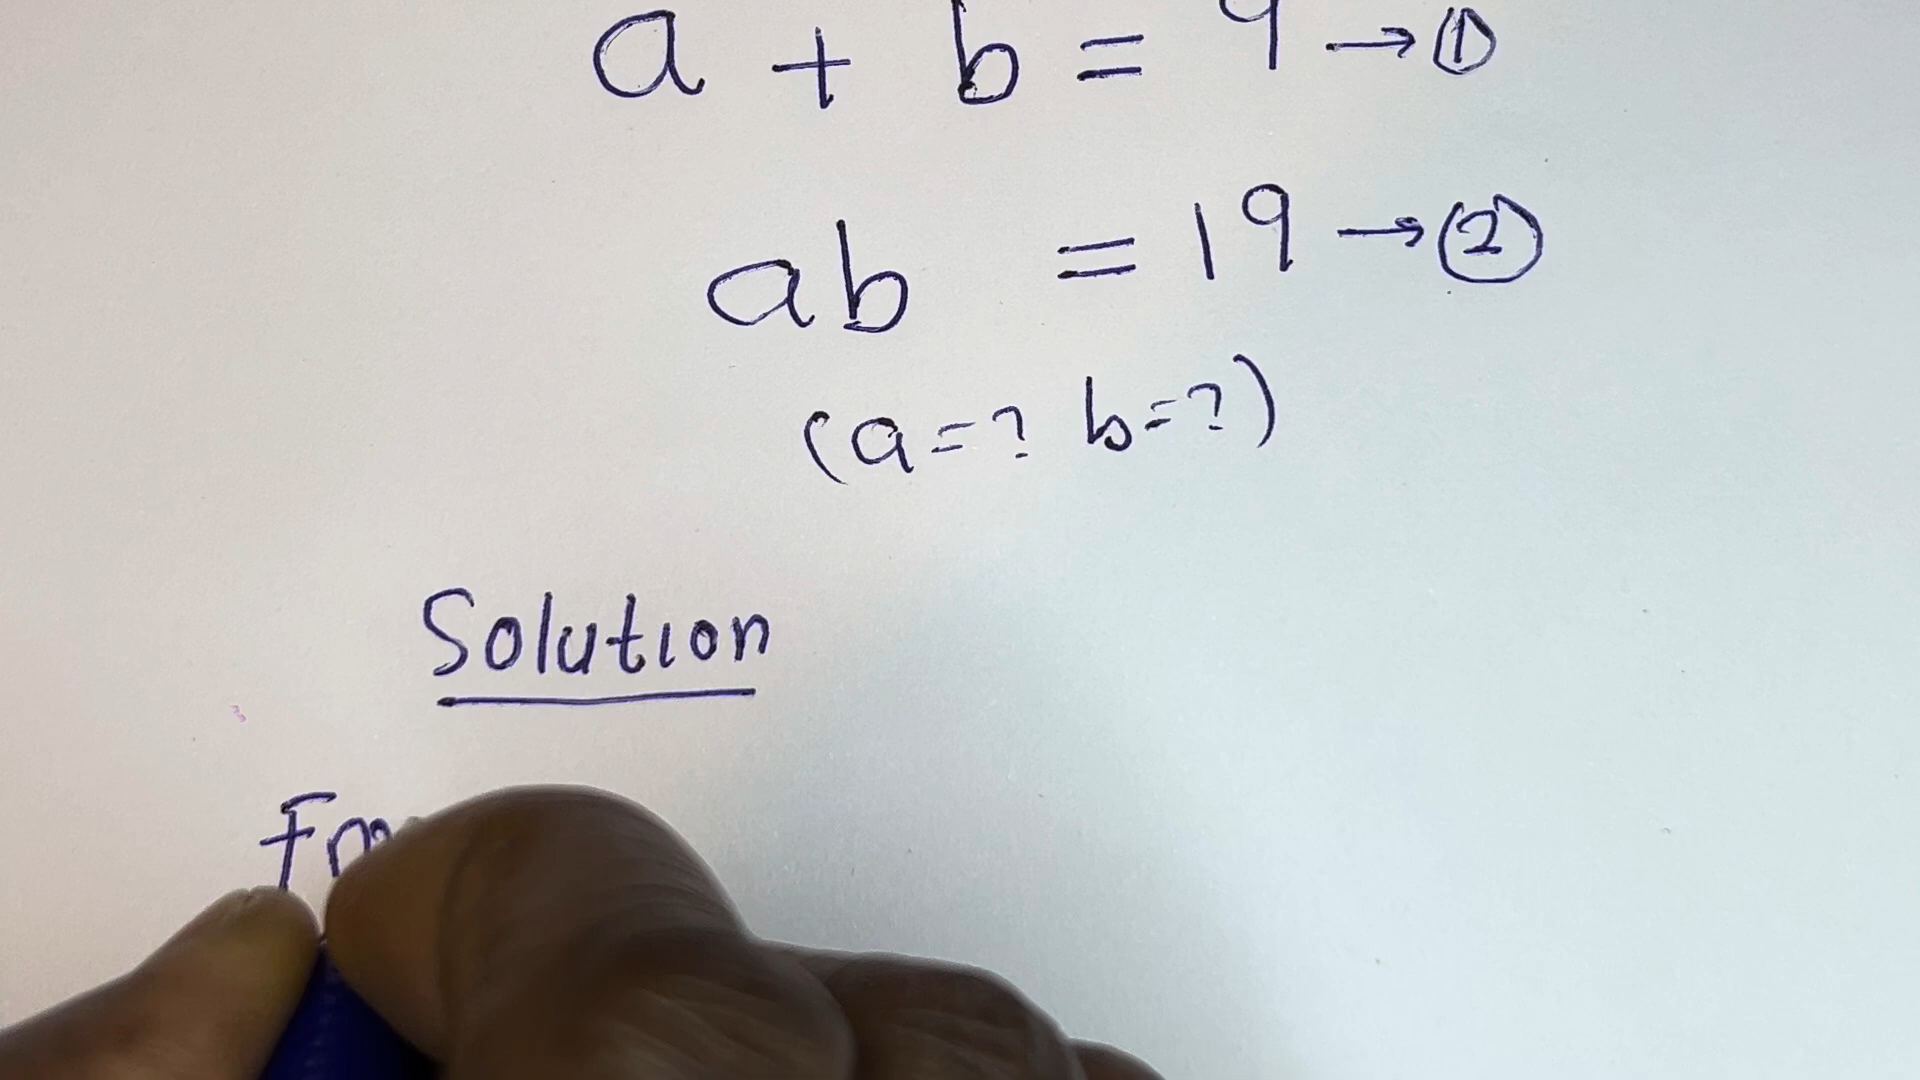 a + b = 9 → ①
ab = 19 → ②
(a=? b=?)
Solution